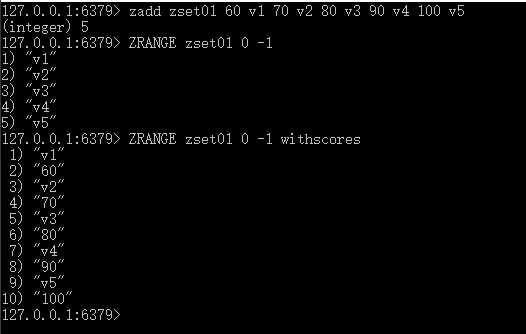 127.0.0.1:6379> zadd zset01 60 v1 70 v2 80 v3 90 v4 100 v5
(integer) 5
127.0.0.1:6379> ZRANGE zset01 0 -1
1) "v1"
2) "v2"
3) "v3"
4) "v4"
5) "v5"
127.0.0.1:6379> ZRANGE zset01 0 -1 withscores
1) "v1"
2) "60"
3) "v2"
4) "70"
5) "v3"
6) "80"
7) "v4"
8) "90"
9) "v5"
10) "100"
127.0.0.1:6379>